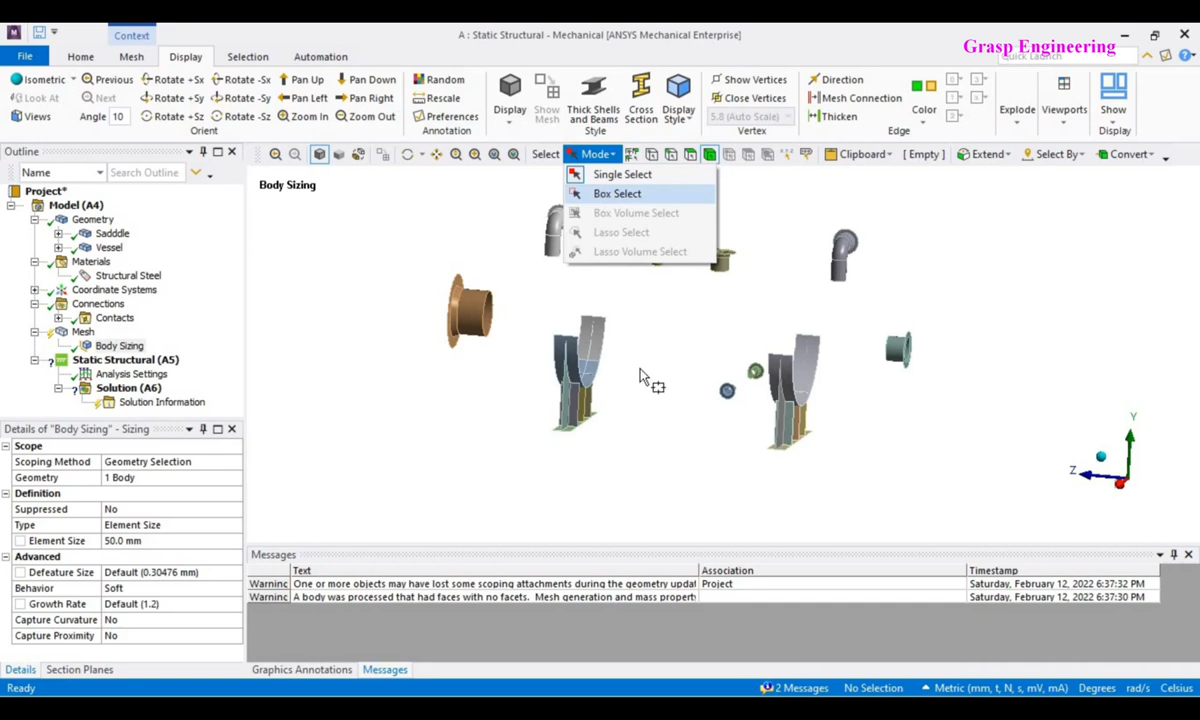 Context
A : Static Structural - Mechanical [ANSYS Mechanical Enterprise]
Grasp Engineering
File Home Mesh Display Selection Automation
Quick Launch
Isometric Previous Rotate +Sx Rotate -Sx Pan Up Pan Down Random Show Vertices Direction
Look At Next Rotate +Sy Rotate -Sy Pan Left Pan Right Rescale Close Vertices Mesh Connection
Views Angle 10 Rotate +Sz Rotate -Sz Zoom In Zoom Out Preferences 5.8 (Auto Scale) Thicken
Display Show Mesh Thick Shells and Beams Cross Section Display Style Color Explode Viewports Show
Orient Annotation Style Vertex Edge Display
Outline
Select Mode Clipboard [ Empty ] Extend Select By Convert
Name Search Outline
Single Select
Box Select
Box Volume Select
Lasso Select
Lasso Volume Select
Body Sizing
Project*
Model (A4)
Geometry
Sadddle
Vessel
Materials
Structural Steel
Coordinate Systems
Connections
Contacts
Mesh
Body Sizing
Static Structural (A5)
Analysis Settings
Solution (A6)
Solution Information
Y
Z
Details of "Body Sizing" - Sizing
Scope
Scoping Method Geometry Selection
Geometry 1 Body
Definition
Suppressed No
Type Element Size
Element Size 50.0 mm
Advanced
Defeature Size Default (0.30476 mm)
Behavior Soft
Growth Rate Default (1.2)
Capture Curvature No
Capture Proximity No
Messages
Text Association Timestamp
Warninc One or more objects may have lost some scoping attachments during the geometry updat Project Saturday, February 12, 2022 6:37:32 PM
Warninc A body was processed that had faces with no facets. Mesh generation and mass property Saturday, February 12, 2022 6:37:30 PM
Details Section Planes Graphics Annotations Messages
Ready 2 Messages No Selection Metric (mm, t, N, s, mV, mA) Degrees rad/s Celsius